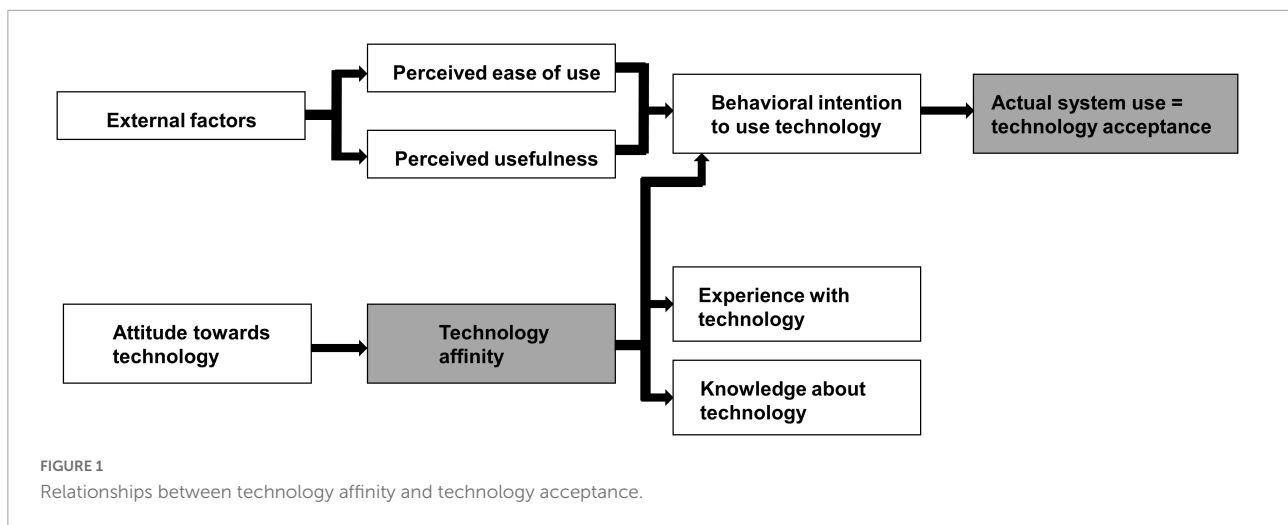 Perceived ease of use
External factors
Perceived usefulness
Behavioral intention
to use technology
Actual system use =
technology acceptance
Attitude towards
technology
Technology
affinity
Experience with
technology
Knowledge about
technology
FIGURE 1
Relationships between technology affinity and technology acceptance.